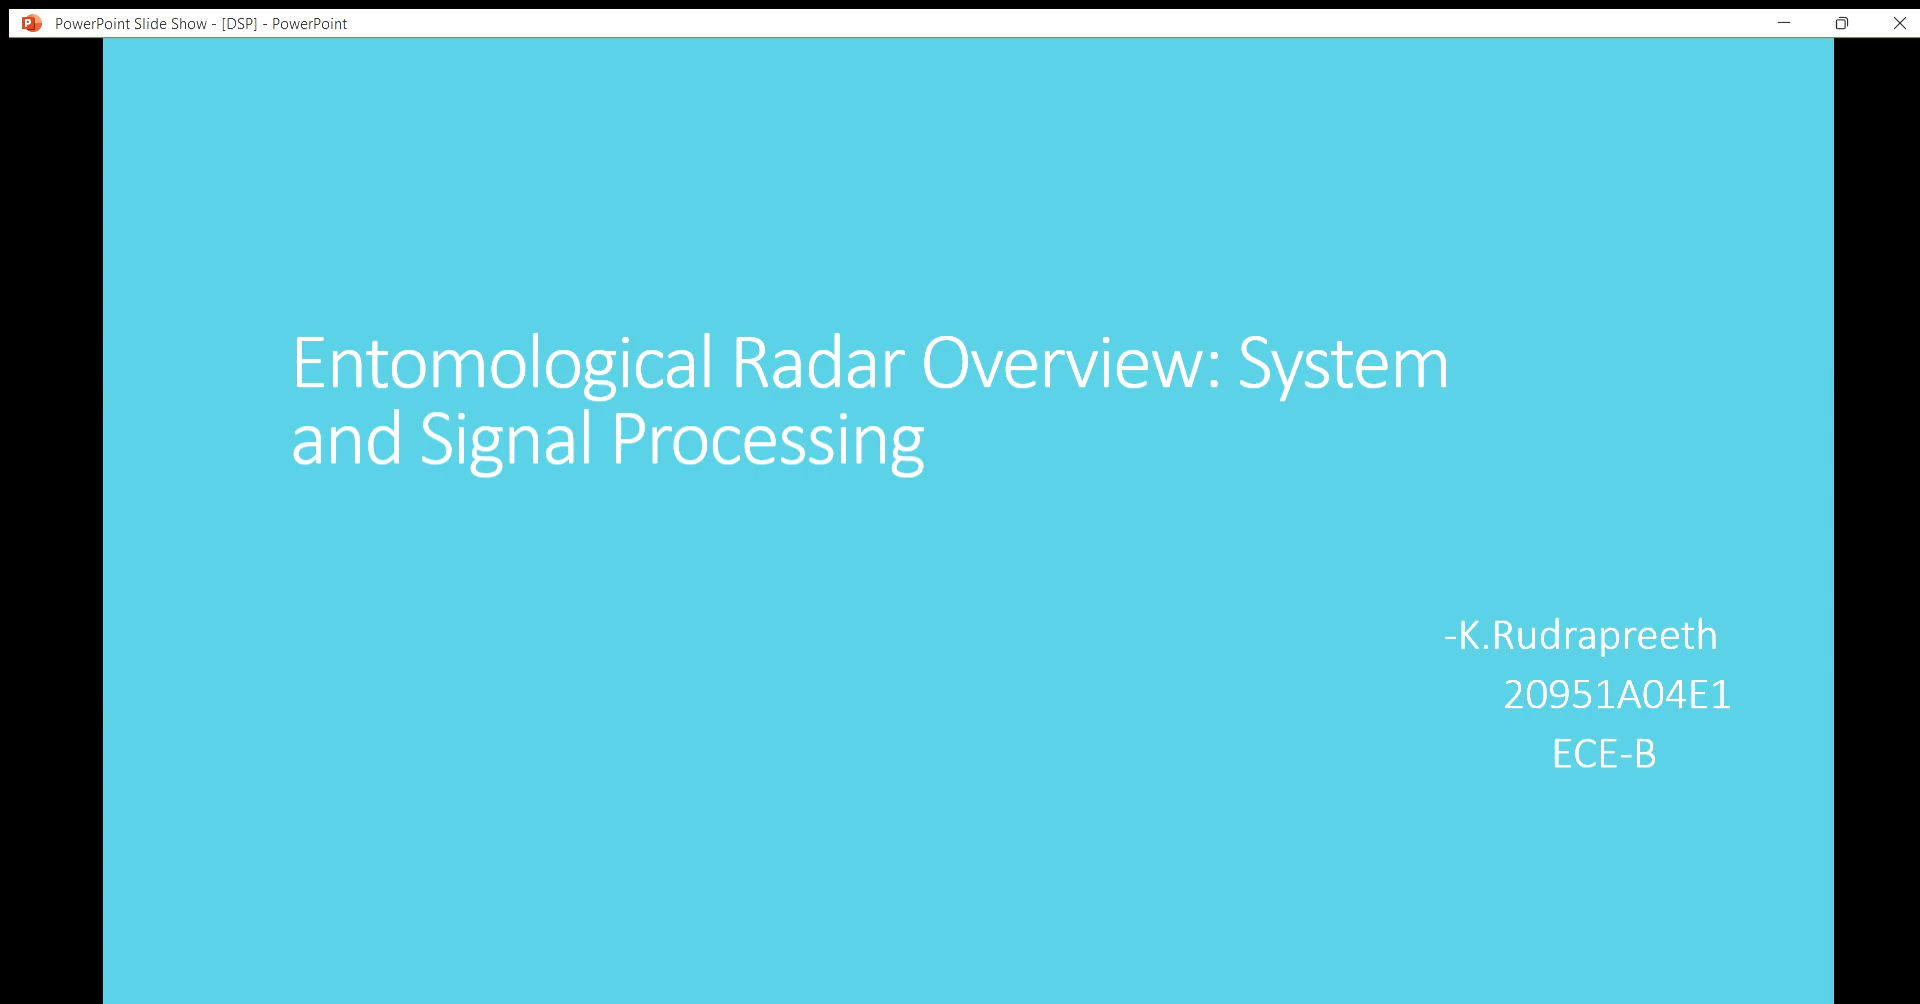 PowerPoint Slide Show - [DSP] - PowerPoint
Entomological Radar Overview: System
and Signal Processing
-K.Rudrapreeth
20951A04E1
ECE-B